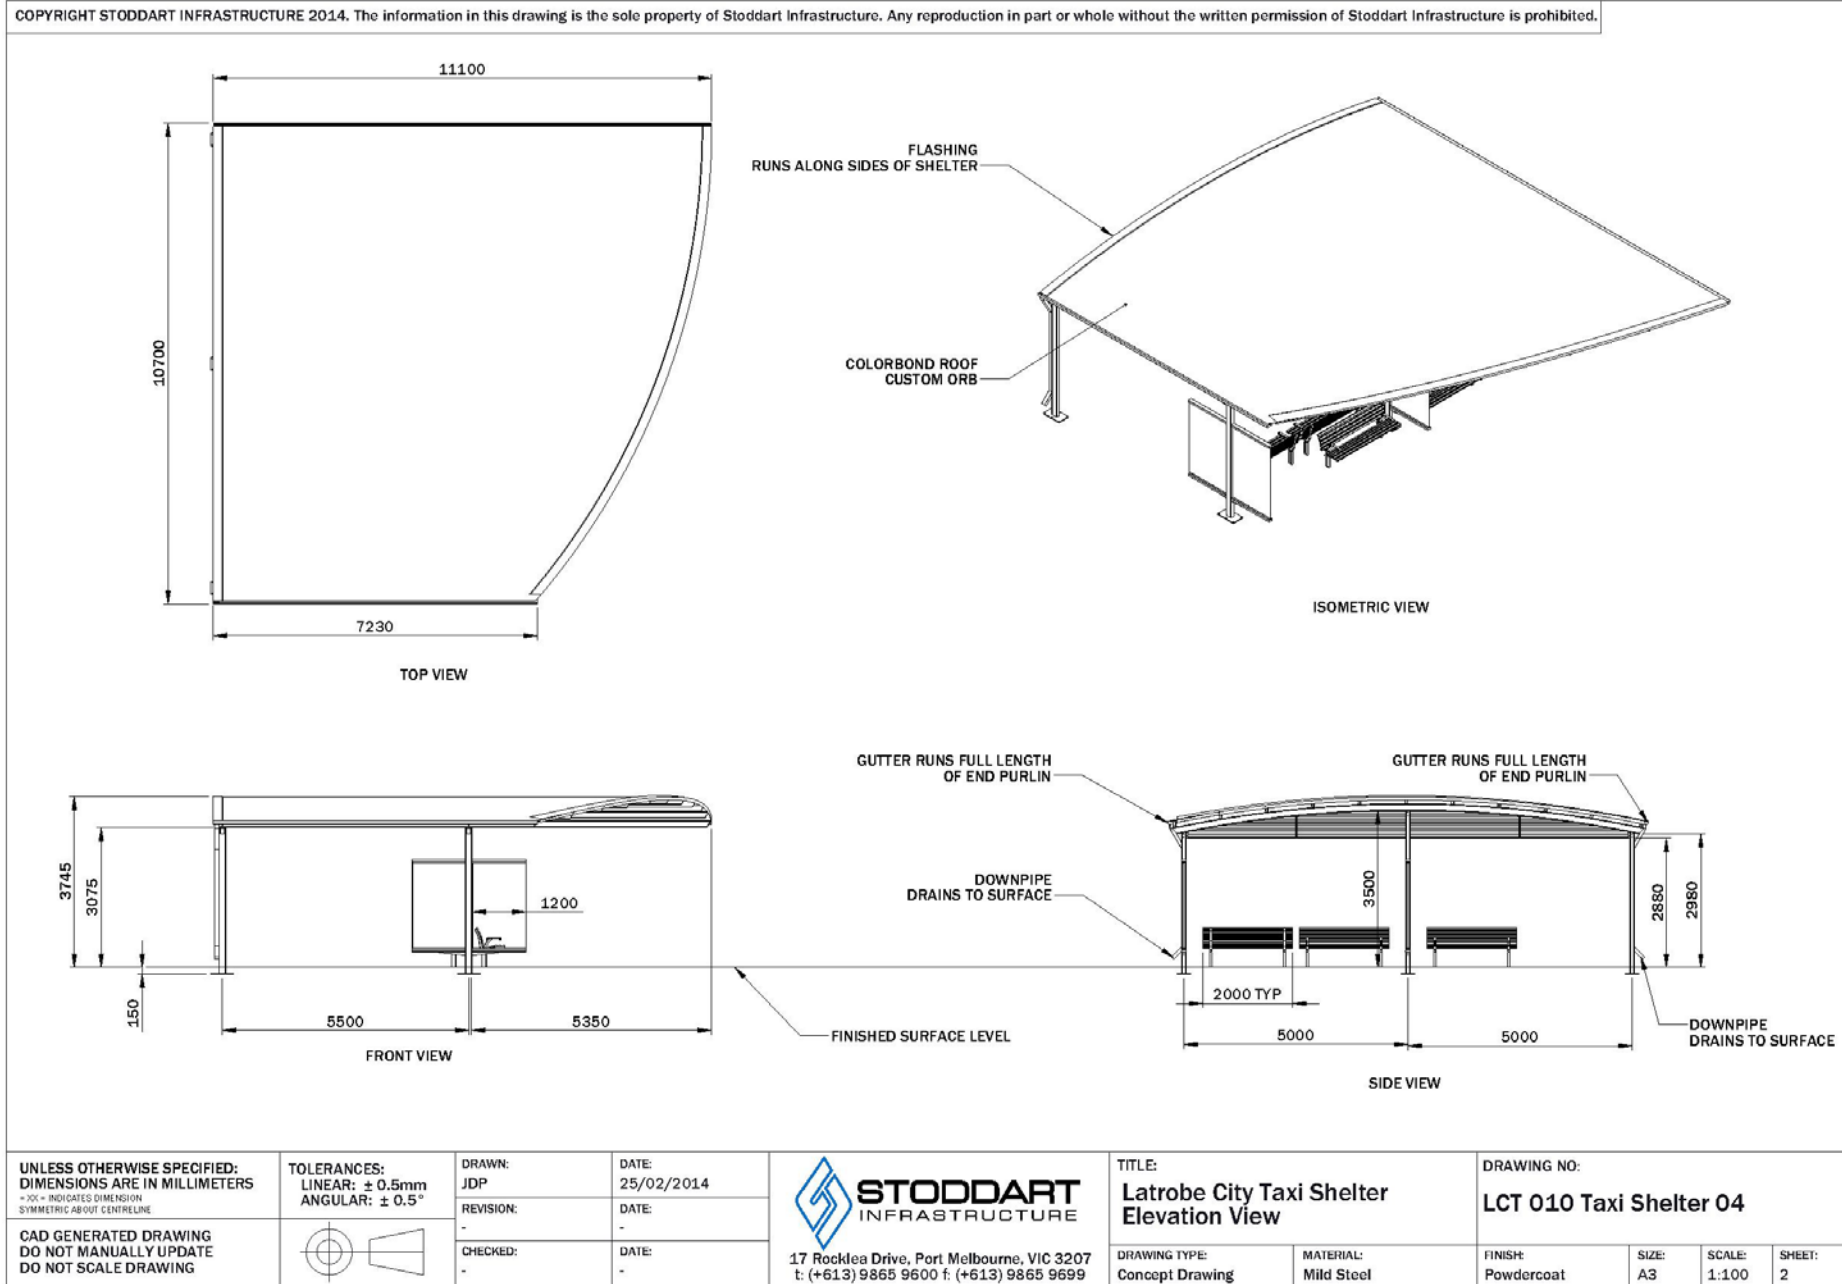 COPYRIGHT STODDART INFRASTRUCTURE 2014. The information in this drawing is the sole property of Stoddart Infrastructure. Any reproduction in part or whole without the written permission of Stoddart Infrastructure is prohibited.
11100
10700
7230
TOP VIEW
FLASHING
RUNS ALONG SIDES OF SHELTER
COLORBOND ROOF
CUSTOM ORB
ISOMETRIC VIEW
3745
3075
150
1200
5500
5350
FRONT VIEW
FINISHED SURFACE LEVEL
GUTTER RUNS FULL LENGTH
OF END PURLIN
GUTTER RUNS FULL LENGTH
OF END PURLIN
DOWNPIPE
DRAINS TO SURFACE
3500
2880
2980
2000 TYP
5000
5000
DOWNPIPE
DRAINS TO SURFACE
SIDE VIEW
UNLESS OTHERWISE SPECIFIED:
DIMENSIONS ARE IN MILLIMETERS
= XX = INDICATES DIMENSION
SYMMETRIC ABOUT CENTRELINE
CAD GENERATED DRAWING
DO NOT MANUALLY UPDATE
DO NOT SCALE DRAWING
TOLERANCES:
LINEAR: ± 0.5mm
ANGULAR: ± 0.5°
DRAWN:
JDP
DATE:
25/02/2014
REVISION:
-
DATE:
-
CHECKED:
-
DATE:
-
STODDART
INFRASTRUCTURE
17 Rocklea Drive, Port Melbourne, VIC 3207
t: (+613) 9865 9600 f: (+613) 9865 9699
TITLE:
Latrobe City Taxi Shelter
Elevation View
DRAWING NO:
LCT 010 Taxi Shelter 04
DRAWING TYPE:
Concept Drawing
MATERIAL:
Mild Steel
FINISH:
Powdercoat
SIZE:
A3
SCALE:
1:100
SHEET:
2